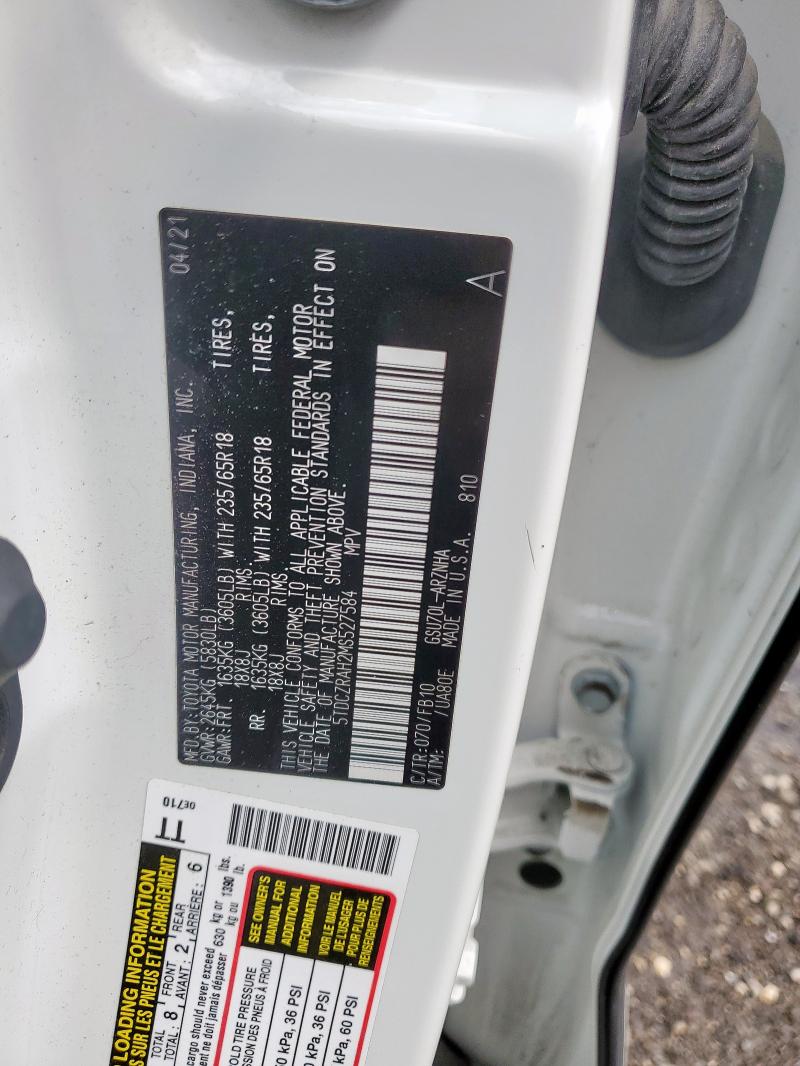 MFD BY:TOYOTA MOTOR MANUFACTURING, INDIANA, INC. 04/21
GVWR:2645KG (5830LB)
GAWR:FRT 1635KG (3605LB) WITH 235/65R18 TIRES,
18X8J RIMS.
RR. 1635KG (3605LB) WITH 235/65R18 TIRES,
18X8J RIMS
THIS VEHICLE CONFORMS TO ALL APPLICABLE FEDERAL MOTOR
VEHICLE SAFETY AND THEFT PREVENTION STANDARDS IN EFFECT ON
THE DATE OF MANUFACTURE SHOWN ABOVE.
5TDCZRAH2MS527584 MPV
C/TR:070/FB10 GSU70L-ARZNHA 810
A/TM: /UA80E MADE IN U.S.A.
A
0E710
LOADING INFORMATION
SUR LES PNEUS ET LE CHARGEMENT
TOTAL 8 FRONT 2 REAR 6
TOTAL: AVANT: ARRIÈRE:
cargo should never exceed 630 kg or 1390 lbs.
ne doit jamais dépasser kg ou lb.
COLD TIRE PRESSURE
SEE OWNER'S
MANUAL FOR
ADDITIONAL
INFORMATION
VOIR LE MANUEL
DE L'USAGER
POUR PLUS DE
RENSEIGNEMENTS
DES PNEUS À FROID
kPa, 36 PSI
kPa, 36 PSI
kPa, 60 PSI